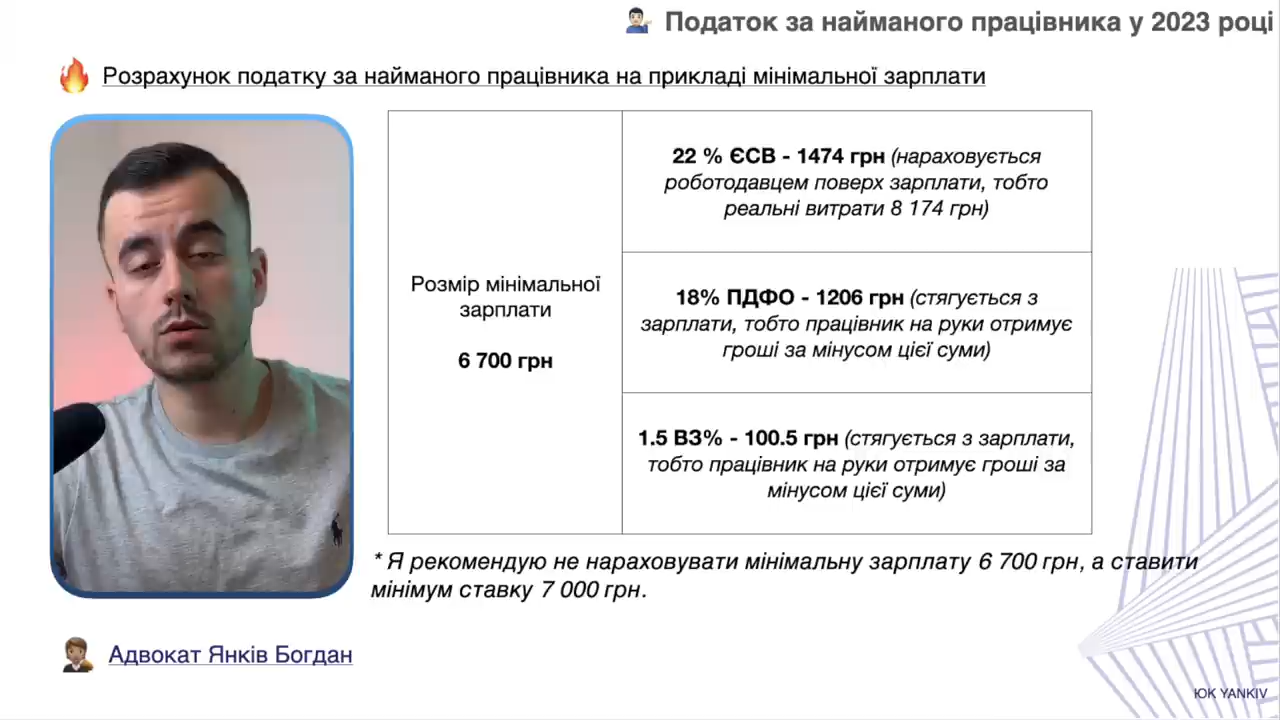 Податок за найманого працівника у 2023 році
Розрахунок податку за найманого працівника на прикладі мінімальної зарплати
Розмір мінімальної
зарплати
6 700 грн
22 % ЄСВ - 1474 грн (нараховується
роботодавцем поверх зарплати, тобто
реальні витрати 8 174 грн)
18% ПДФО - 1206 грн (стягується з
зарплати, тобто працівник на руки отримує
гроші за мінусом цієї суми)
1.5 ВЗ% - 100.5 грн (стягується з зарплати,
тобто працівник на руки отримує гроші за
мінусом цієї суми)
* Я рекомендую не нараховувати мінімальну зарплату 6 700 грн, а ставити
мінімум ставку 7 000 грн.
Адвокат Янків Богдан
ЮК YANKIV